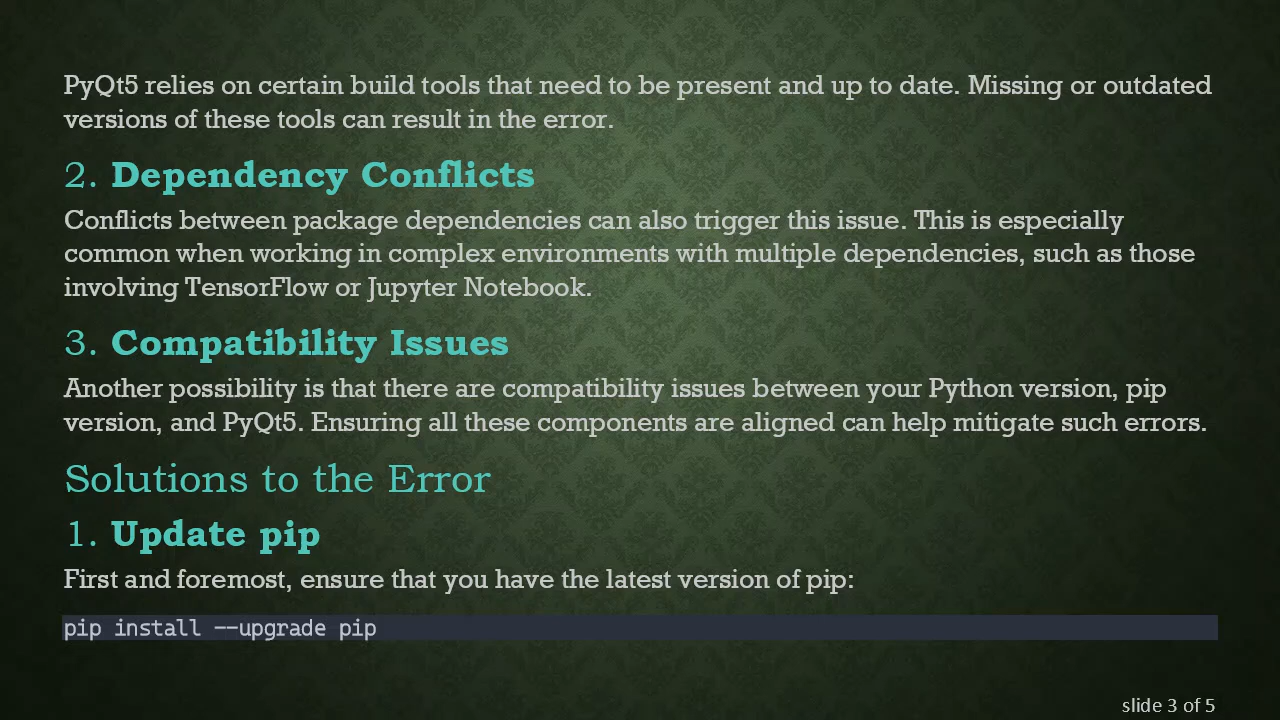 PyQt5 relies on certain build tools that need to be present and up to date. Missing or outdated
versions of these tools can result in the error.
2. Dependency Conflicts
Conflicts between package dependencies can also trigger this issue. This is especially
common when working in complex environments with multiple dependencies, such as those
involving TensorFlow or Jupyter Notebook.
3. Compatibility Issues
Another possibility is that there are compatibility issues between your Python version, pip
version, and PyQt5. Ensuring all these components are aligned can help mitigate such errors.
Solutions to the Error
1. Update pip
First and foremost, ensure that you have the latest version of pip:
pip install --upgrade pip
slide 3 of 5